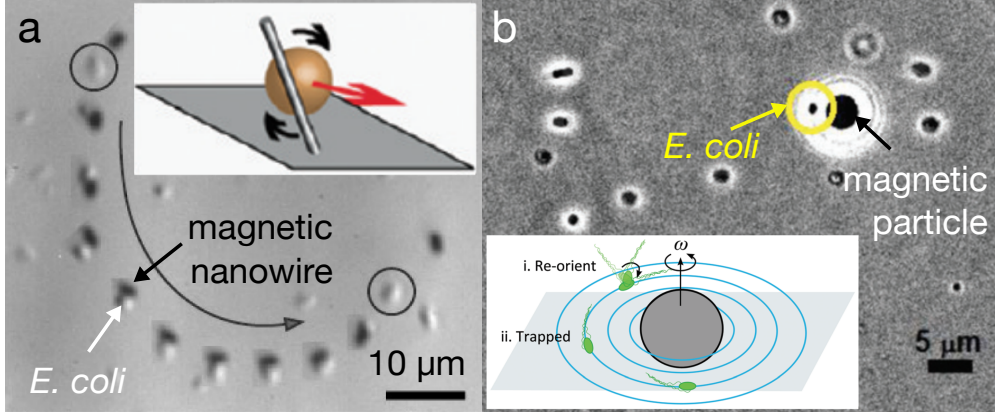 a
magnetic
nanowire
E. coli
10 μm
b
E. coli
magnetic
particle
ω
i. Re-orient
ii. Trapped
5 μm